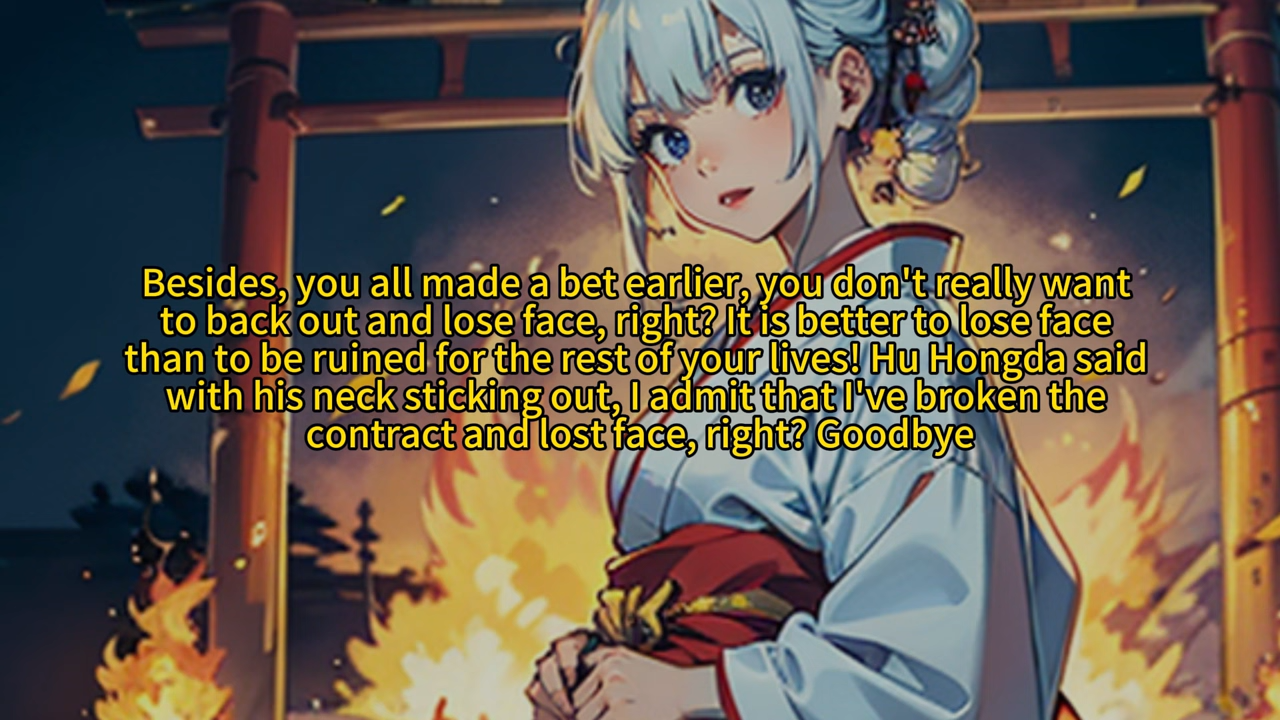 Besides, you all made a bet earlier, you don't really want
to back out and lose face, right? It is better to lose face
than to be ruined for the rest of your lives! Hu Hongda said
with his neck sticking out, I admit that I've broken the
contract and lost face, right? Goodbye